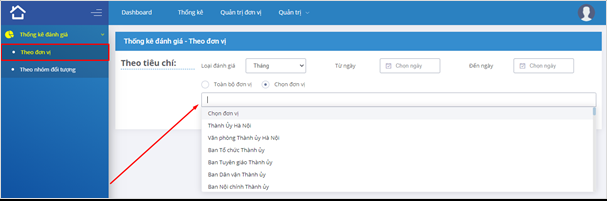 Dashboard Thống kê Quản trị đơn vị Quản trị
Thống kê đánh giá
Theo đơn vị
Theo nhóm đối tượng
Thống kê đánh giá - Theo đơn vị
Theo tiêu chí:
Loại đánh giá Tháng Từ ngày Chọn ngày Đến ngày Chọn ngày
Toàn bộ đơn vị Chọn đơn vị
Chọn đơn vị
Thành Ủy Hà Nội
Văn phòng Thành ủy Hà Nội
Ban Tổ chức Thành ủy
Ban Tuyên giáo Thành ủy
Ban Dân vận Thành ủy
Ban Nội chính Thành ủy